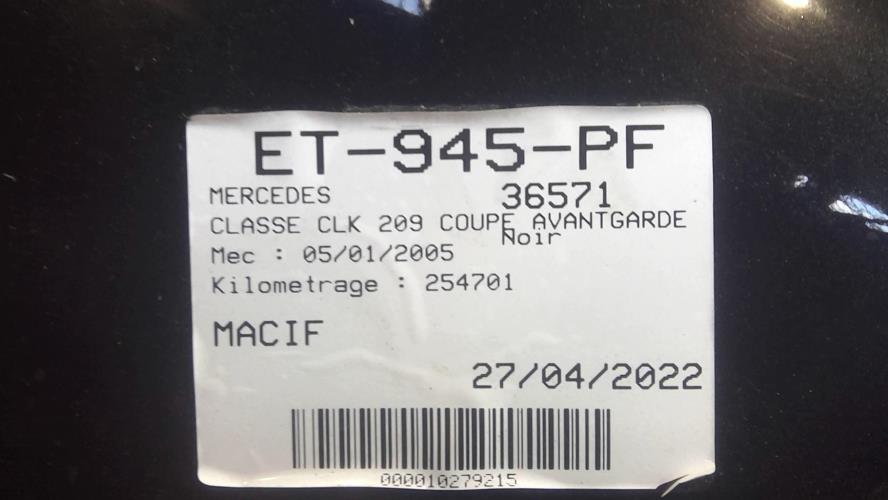 ET-945-PF
MERCEDES 36571
CLASSE CLK 209 COUPE AVANTGARDE
Noir
Mec : 05/01/2005
Kilometrage : 254701
MACIF
27/04/2022
000010279215